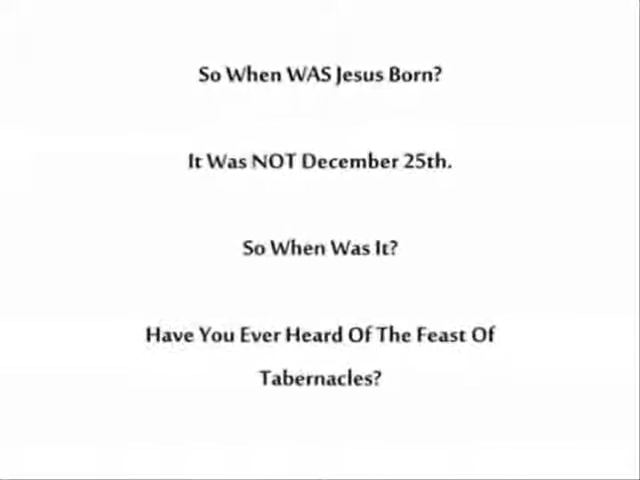 So When WAS Jesus Born?
It Was NOT December 25th.
So When Was It?
Have You Ever Heard Of The Feast Of
Tabernacles?